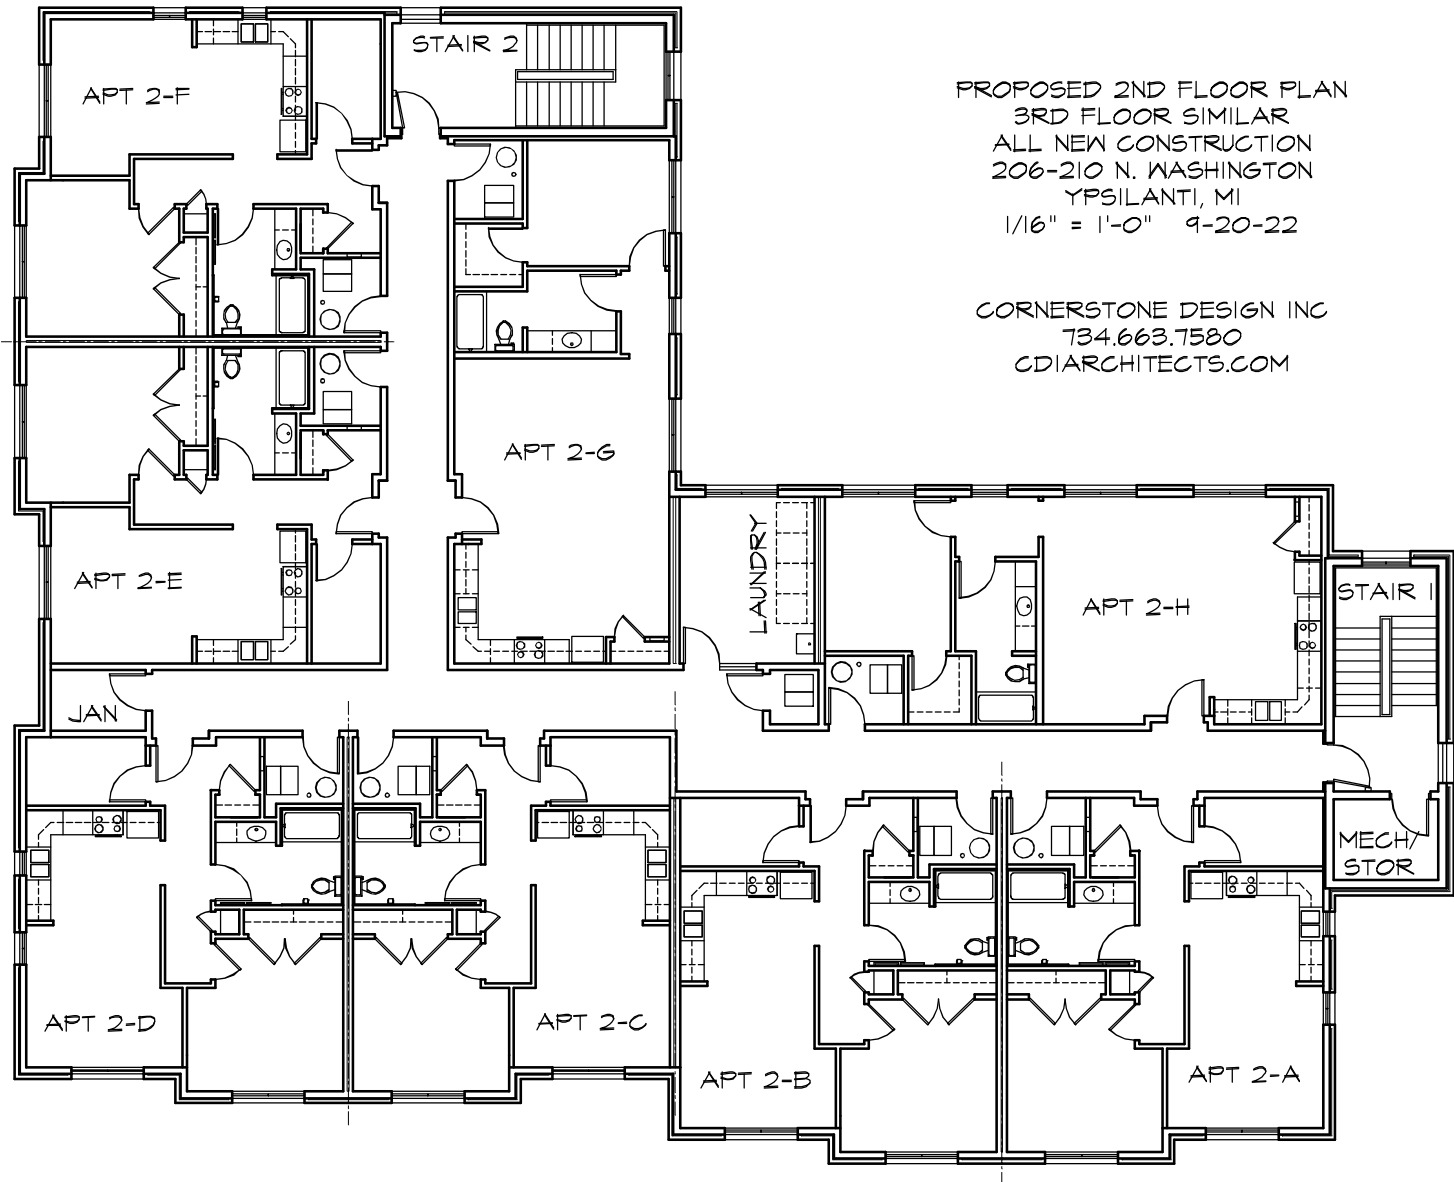 STAIR 2
APT 2-F
PROPOSED 2ND FLOOR PLAN
3RD FLOOR SIMILAR
ALL NEW CONSTRUCTION
206-210 N. WASHINGTON
YPSILANTI, MI
1/16" = 1'-0" 9-20-22
CORNERSTONE DESIGN INC
734.663.7580
CDIARCHITECTS.COM
APT 2-G
LAUNDRY
APT 2-E
APT 2-H
STAIR 1
JAN
MECH/
STOR
APT 2-D
APT 2-C
APT 2-B
APT 2-A